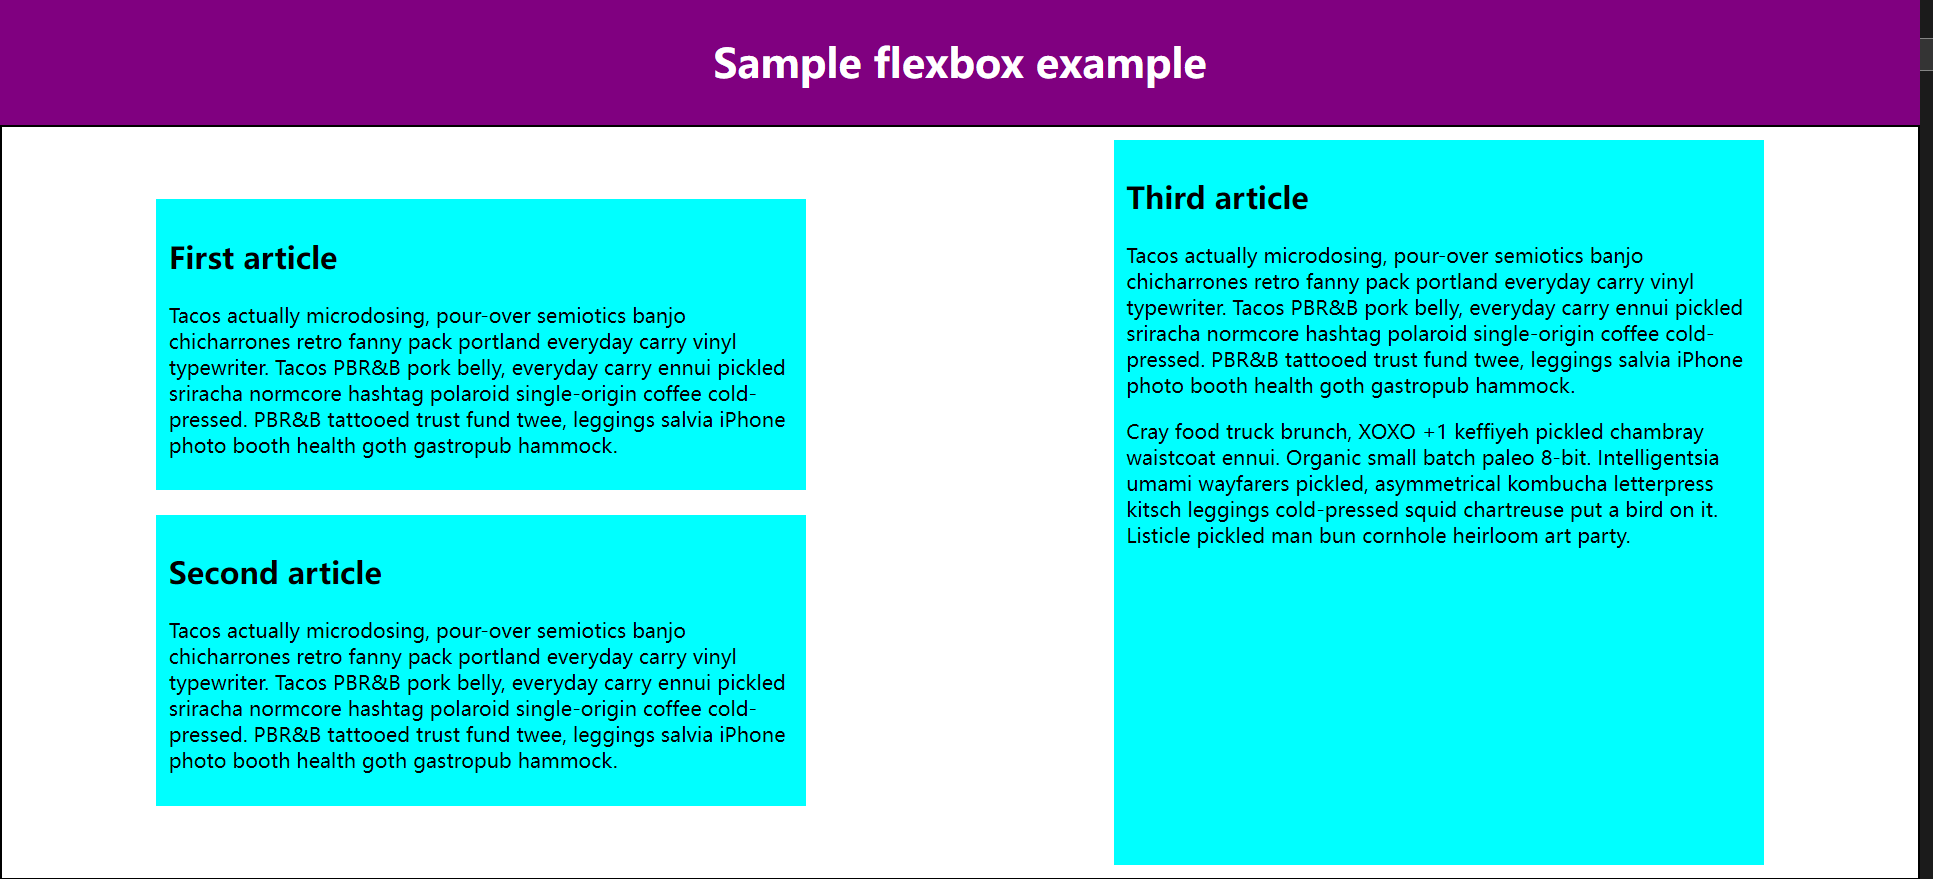 Sample flexbox example
First article
Tacos actually microdosing, pour-over semiotics banjo
chicharrones retro fanny pack portland everyday carry vinyl
typewriter. Tacos PBR&B pork belly, everyday carry ennui pickled
sriracha normcore hashtag polaroid single-origin coffee cold-
pressed. PBR&B tattooed trust fund twee, leggings salvia iPhone
photo booth health goth gastropub hammock.
Second article
Tacos actually microdosing, pour-over semiotics banjo
chicharrones retro fanny pack portland everyday carry vinyl
typewriter. Tacos PBR&B pork belly, everyday carry ennui pickled
sriracha normcore hashtag polaroid single-origin coffee cold-
pressed. PBR&B tattooed trust fund twee, leggings salvia iPhone
photo booth health goth gastropub hammock.
Third article
Tacos actually microdosing, pour-over semiotics banjo
chicharrones retro fanny pack portland everyday carry vinyl
typewriter. Tacos PBR&B pork belly, everyday carry ennui pickled
sriracha normcore hashtag polaroid single-origin coffee cold-
pressed. PBR&B tattooed trust fund twee, leggings salvia iPhone
photo booth health goth gastropub hammock.
Cray food truck brunch, XOXO +1 keffiyeh pickled chambray
waistcoat ennui. Organic small batch paleo 8-bit. Intelligentsia
umami wayfarers pickled, asymmetrical kombucha letterpress
kitsch leggings cold-pressed squid chartreuse put a bird on it.
Listicle pickled man bun cornhole heirloom art party.